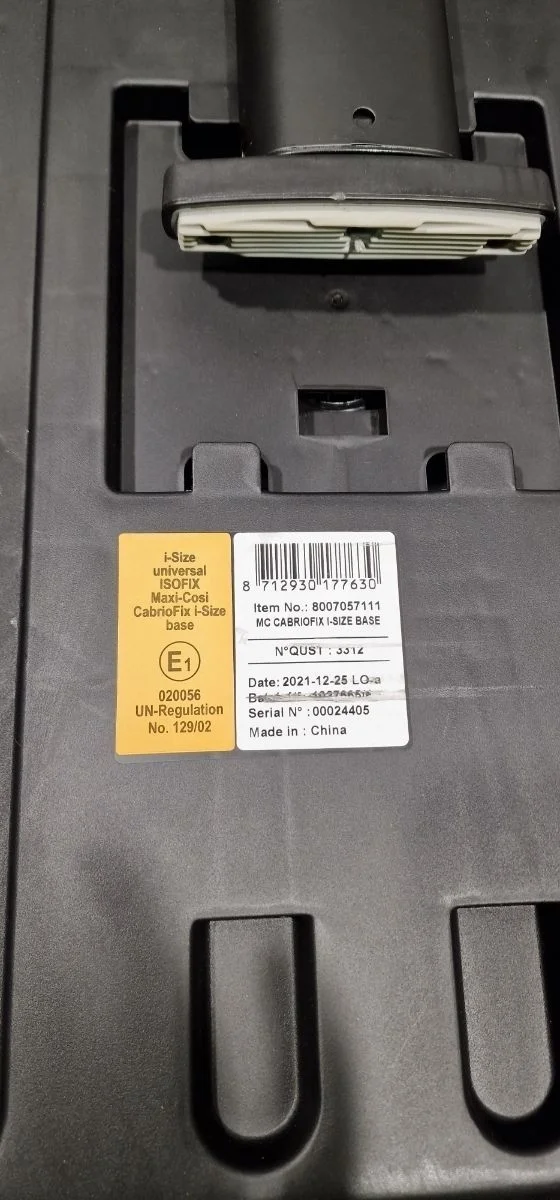 i-Size
universal
ISOFIX
Maxi-Cosi
CabrioFix i-Size
base
E1
020056
UN-Regulation
No. 129/02
8 712930 177630
Item No.: 8007057111
MC CABRIOFIX I-SIZE BASE
N°QUST : 3312
Date: 2021-12-25 LO-a
Serial N° : 00024405
Made in : China